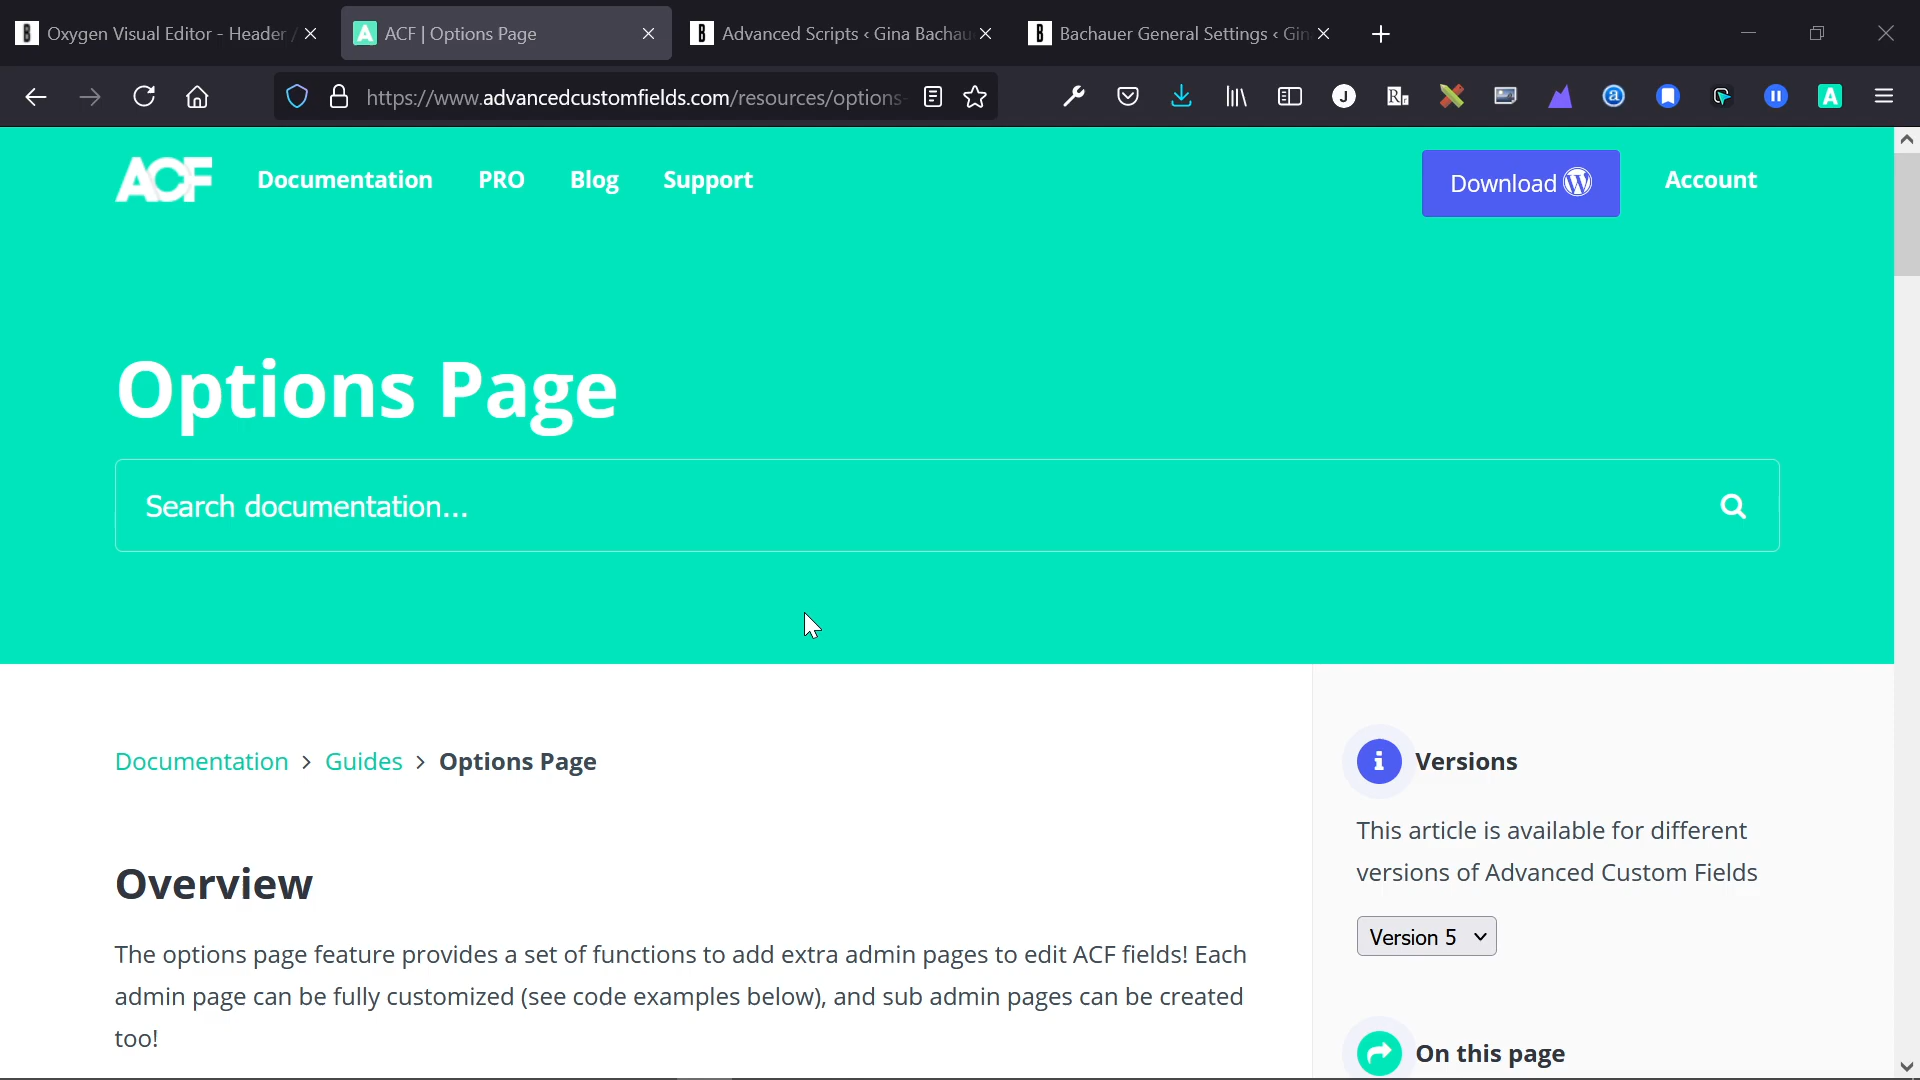 Oxygen Visual Editor - Header /
ACF | Options Page
Advanced Scripts ‹ Gina Bachau
Bachauer General Settings ‹ Gin
https://www.advancedcustomfields.com/resources/options-
ACF
Documentation
PRO
Blog
Support
Download
Account
Options Page
Search documentation...
Documentation > Guides > Options Page
Overview
The options page feature provides a set of functions to add extra admin pages to edit ACF fields! Each
admin page can be fully customized (see code examples below), and sub admin pages can be created
too!
Versions
This article is available for different
versions of Advanced Custom Fields
Version 5
On this page